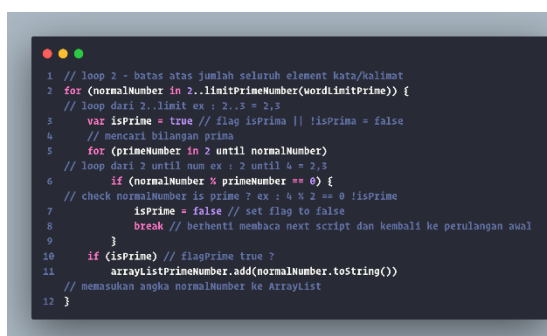 1 // loop 2 - batas atas jumlah seluruh element kata/kalimat
2 for (normalNumber in 2..limitPrimeNumber(wordLimitPrime)) {
// loop dari 2..limit ex : 2..3 = 2,3
3 var isPrime = true // flag isPrima || !isPrima = false
4 // mencari bilangan prima
5 for (primeNumber in 2 until normalNumber)
// loop dari 2 until num ex : 2 until 4 = 2,3
6 if (normalNumber % primeNumber == 0) {
// check normalNumber is prime ? ex : 4 % 2 == 0 !isPrime
7 isPrime = false // set flag to false
8 break // berhenti membaca next script dan kembali ke perulangan awal
9 }
10 if (isPrime) // flagPrime true ?
11 arrayListPrimeNumber.add(normalNumber.toString())
// memasukan angka normalNumber ke ArrayList
12 }